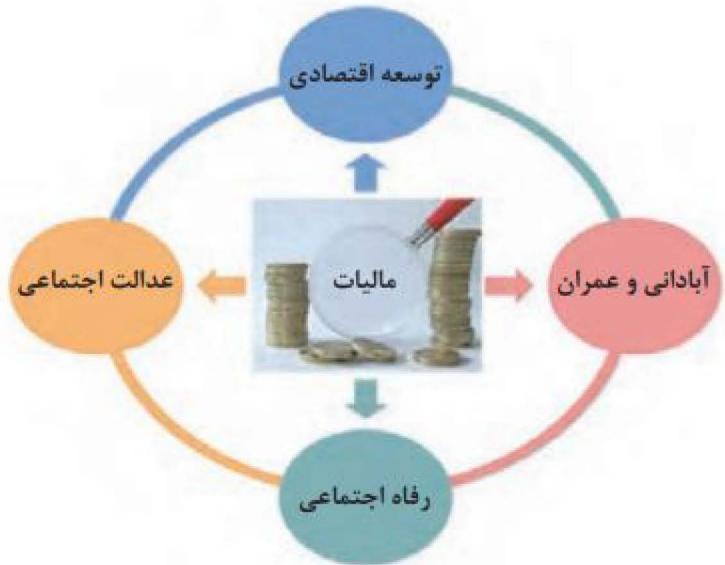 توسعه اقتصادی
آبادانی و عمران
مالیات
عدالت اجتماعی
رفاه اجتماعی